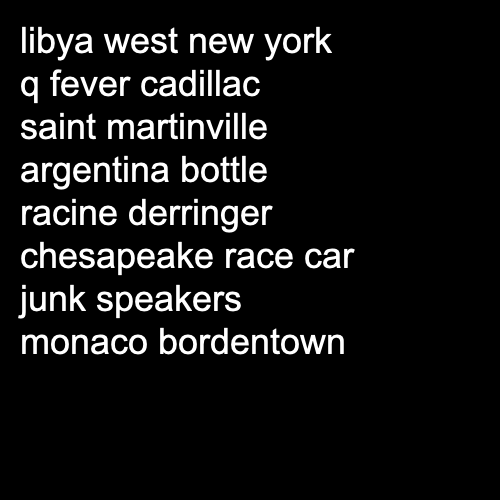 libya west new york
q fever cadillac
saint martinville
argentina bottle
racine derringer
chesapeake race car
junk speakers
monaco bordentown